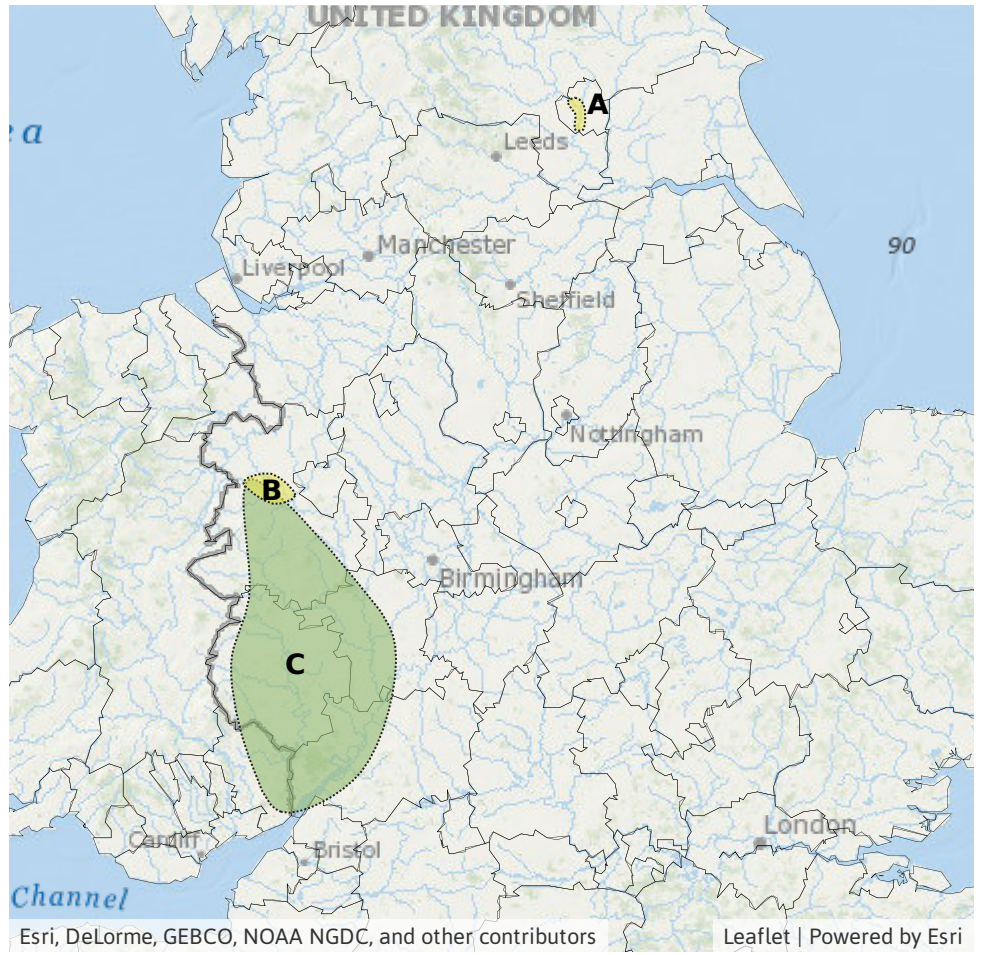 UNITED KINGDOM
A
ea
Leeds
Manchester
90
Liverpool
Sheffield
Nottingham
B
Birmingham
C
London
Cardiff
Bristol
Channel
Esri, DeLorme, GEBCO, NOAA NGDC, and other contributors
Leaflet | Powered by Esri